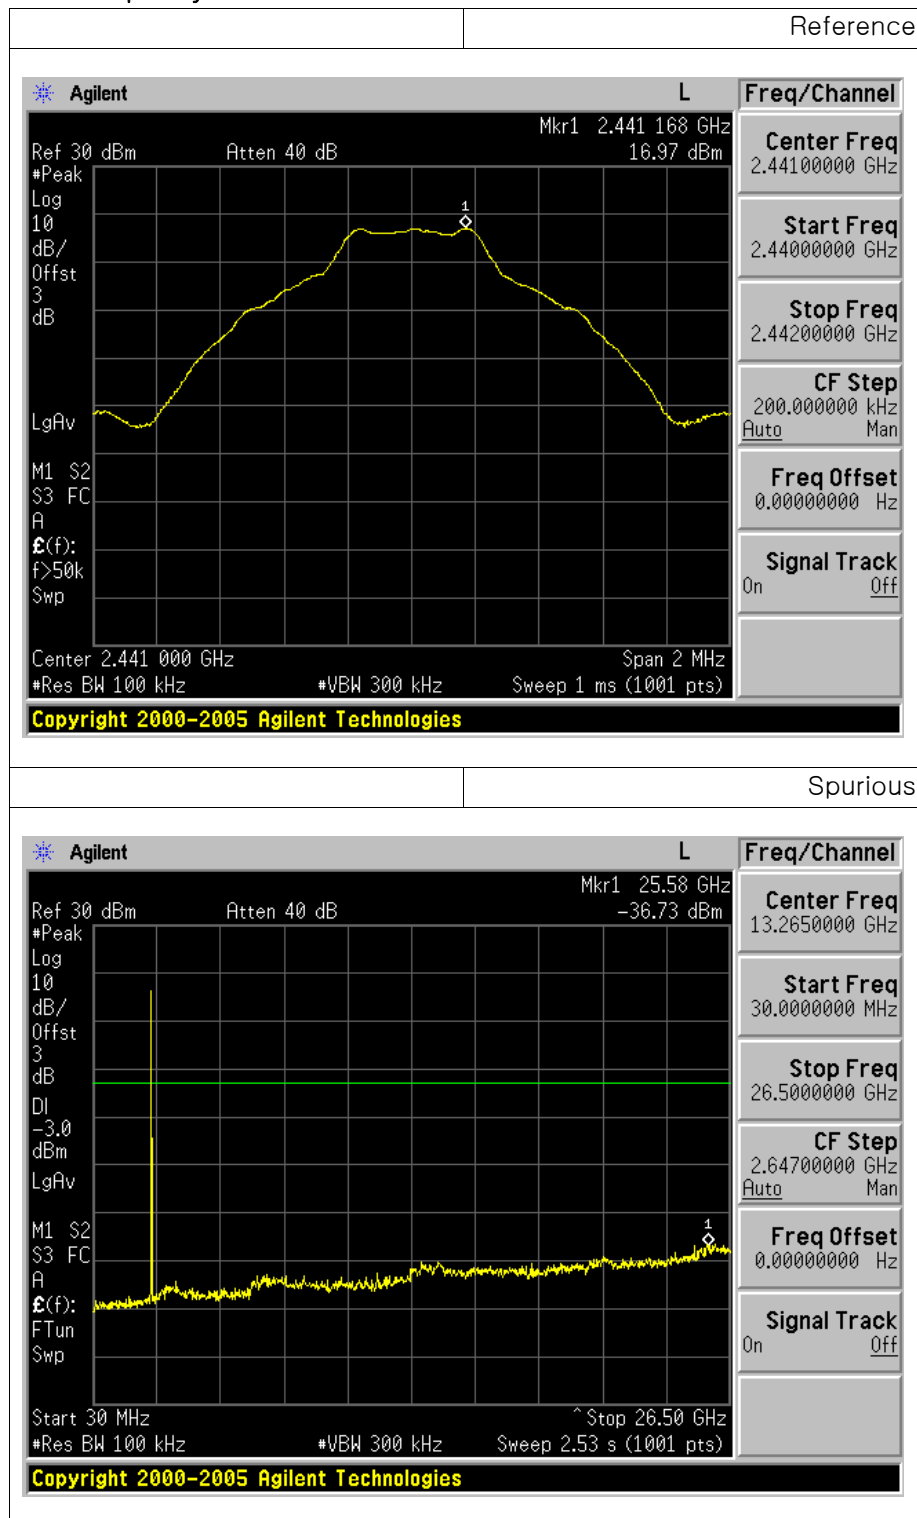 Reference
Agilent L Freq/Channel
Mkr1 2.441 168 GHz
Ref 30 dBm Atten 40 dB 16.97 dBm
#Peak
Log
10
dB/
Offst
3
dB
LgAv
M1 S2
S3 FC
A
£(f):
f>50k
Swp
1
Center 2.441 000 GHz Span 2 MHz
#Res BW 100 kHz #VBW 300 kHz Sweep 1 ms (1001 pts)
Copyright 2000-2005 Agilent Technologies
Center Freq
2.44100000 GHz
Start Freq
2.44000000 GHz
Stop Freq
2.44200000 GHz
CF Step
200.000000 kHz
Auto Man
Freq Offset
0.00000000 Hz
Signal Track
On Off
Spurious
Agilent L Freq/Channel
Mkr1 25.58 GHz
Ref 30 dBm Atten 40 dB -36.73 dBm
#Peak
Log
10
dB/
Offst
3
dB
DI
-3.0
dBm
LgAv
M1 S2
S3 FC
A
£(f):
FTun
Swp
1
Start 30 MHz ^Stop 26.50 GHz
#Res BW 100 kHz #VBW 300 kHz Sweep 2.53 s (1001 pts)
Copyright 2000-2005 Agilent Technologies
Center Freq
13.2650000 GHz
Start Freq
30.0000000 MHz
Stop Freq
26.5000000 GHz
CF Step
2.64700000 GHz
Auto Man
Freq Offset
0.00000000 Hz
Signal Track
On Off